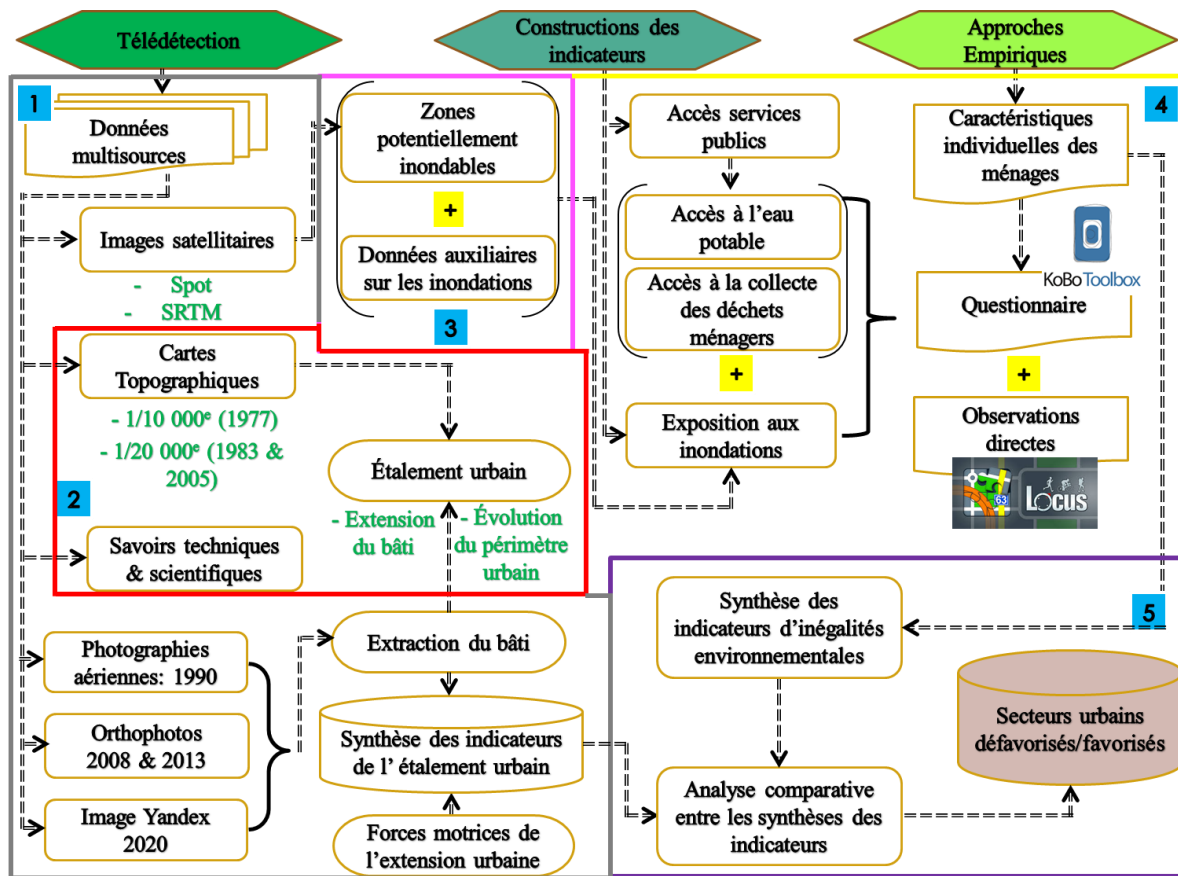 Télédétection
Constructions des
indicateurs
Approches
Empiriques
1
Données
multisources
Images satellitaires
- Spot
- SRTM
Zones
potentiellement
inondables
+
Données auxiliaires
sur les inondations
3
Accès services
publics
Accès à l'eau
potable
Accès à la collecte
des déchets
ménagers
+
Exposition aux
inondations
4
Caractéristiques
individuelles des
ménages
KoBo Toolbox
Questionnaire
+
Observations
directes
63
Locus
Cartes
Topographiques
- 1/10 000e (1977)
- 1/20 000e (1983 &
2005)
2
Savoirs techniques
& scientifiques
Étalement urbain
- Extension
du bâti
- Évolution
du périmètre
urbain
Photographies
aériennes: 1990
Orthophotos
2008 & 2013
Image Yandex
2020
Extraction du bâti
Synthèse des indicateurs
de l' étalement urbain
Forces motrices de
l'extension urbaine
5
Synthèse des
indicateurs d'inégalités
environnementales
Analyse comparative
entre les synthèses des
indicateurs
Secteurs urbains
défavorisés/favorisés